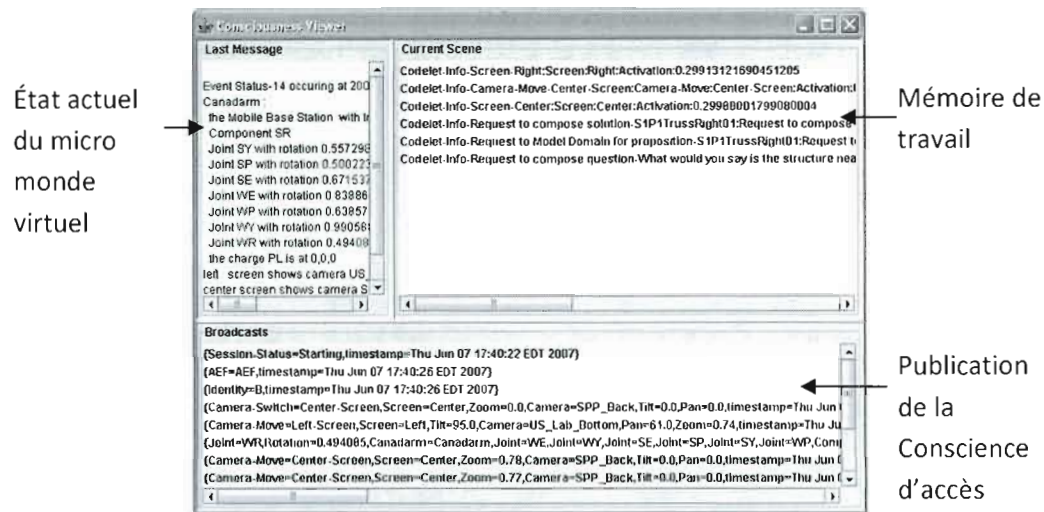 Consciousness Viewer
Last Message
Event Status-14 occuring at 200
Canadarm :
the Mobile Base Station with Ir
Component SR
Joint SY with rotation 0.557298
Joint SP with rotation 0.500223
Joint SE with rotation 0.671537
Joint WE with rotation 0 83886
Joint WP with rotation 0.63857
Joint WY with rotation 0 99058
Joint WR with rotation 0.49408
the charge PL is at 0,0,0
left screen shows camera US_
center screen shows camera S
Current Scene
Codelet-Info-Screen-Right:Screen:Right:Activation:0.29913121690451205
Codelet-Info-Camera-Move-Center-Screen:Camera-Move:Center-Screen:Activation:
Codelet-Info-Screen-Center:Screen:Center:Activation:0.29980001799080004
Codelet-Info-Request to compose solution-S1P1TrussRight01:Request to compose
Codelet-Info-Request to Model Domain for proposition-S1P1TrussRight01:Request t
Codelet-Info-Request to compose question-What would you say is the structure nea
Broadcasts
{Session-Status=Starting,timestamp=Thu Jun 07 17:40:22 EDT 2007}
{AEF=AEF,timestamp=Thu Jun 07 17:40:26 EDT 2007}
{Identity=B,timestamp=Thu Jun 07 17:40:26 EDT 2007}
{Camera-Switch=Center-Screen,Screen=Center,Zoom=0.0,Camera=SPP_Back,Tilt=0.0,Pan=0.0,timestamp=Thu Jun
{Camera-Move=Left-Screen,Screen=Left,Tilt=95.0,Camera=US_Lab_Bottom,Pan=61.0,Zoom=0.74,timestamp=Thu Ju
{Joint=WR,Rotation=0.494085,Canadarm=Canadarm,Joint=WE,Joint=WY,Joint=SE,Joint=SP,Joint=SY,Joint=WP,Com
{Camera-Move=Center-Screen,Screen=Center,Zoom=0.78,Camera=SPP_Back,Tilt=0.0,Pan=0.0,timestamp=Thu Jun
{Camera-Move=Center-Screen,Screen=Center,Zoom=0.77,Camera=SPP_Back,Tilt=0.0,Pan=0.0,timestamp=Thu Jun
État actuel
du micro
monde
virtuel
Mémoire de
travail
Publication
de la
Conscience
d'accès